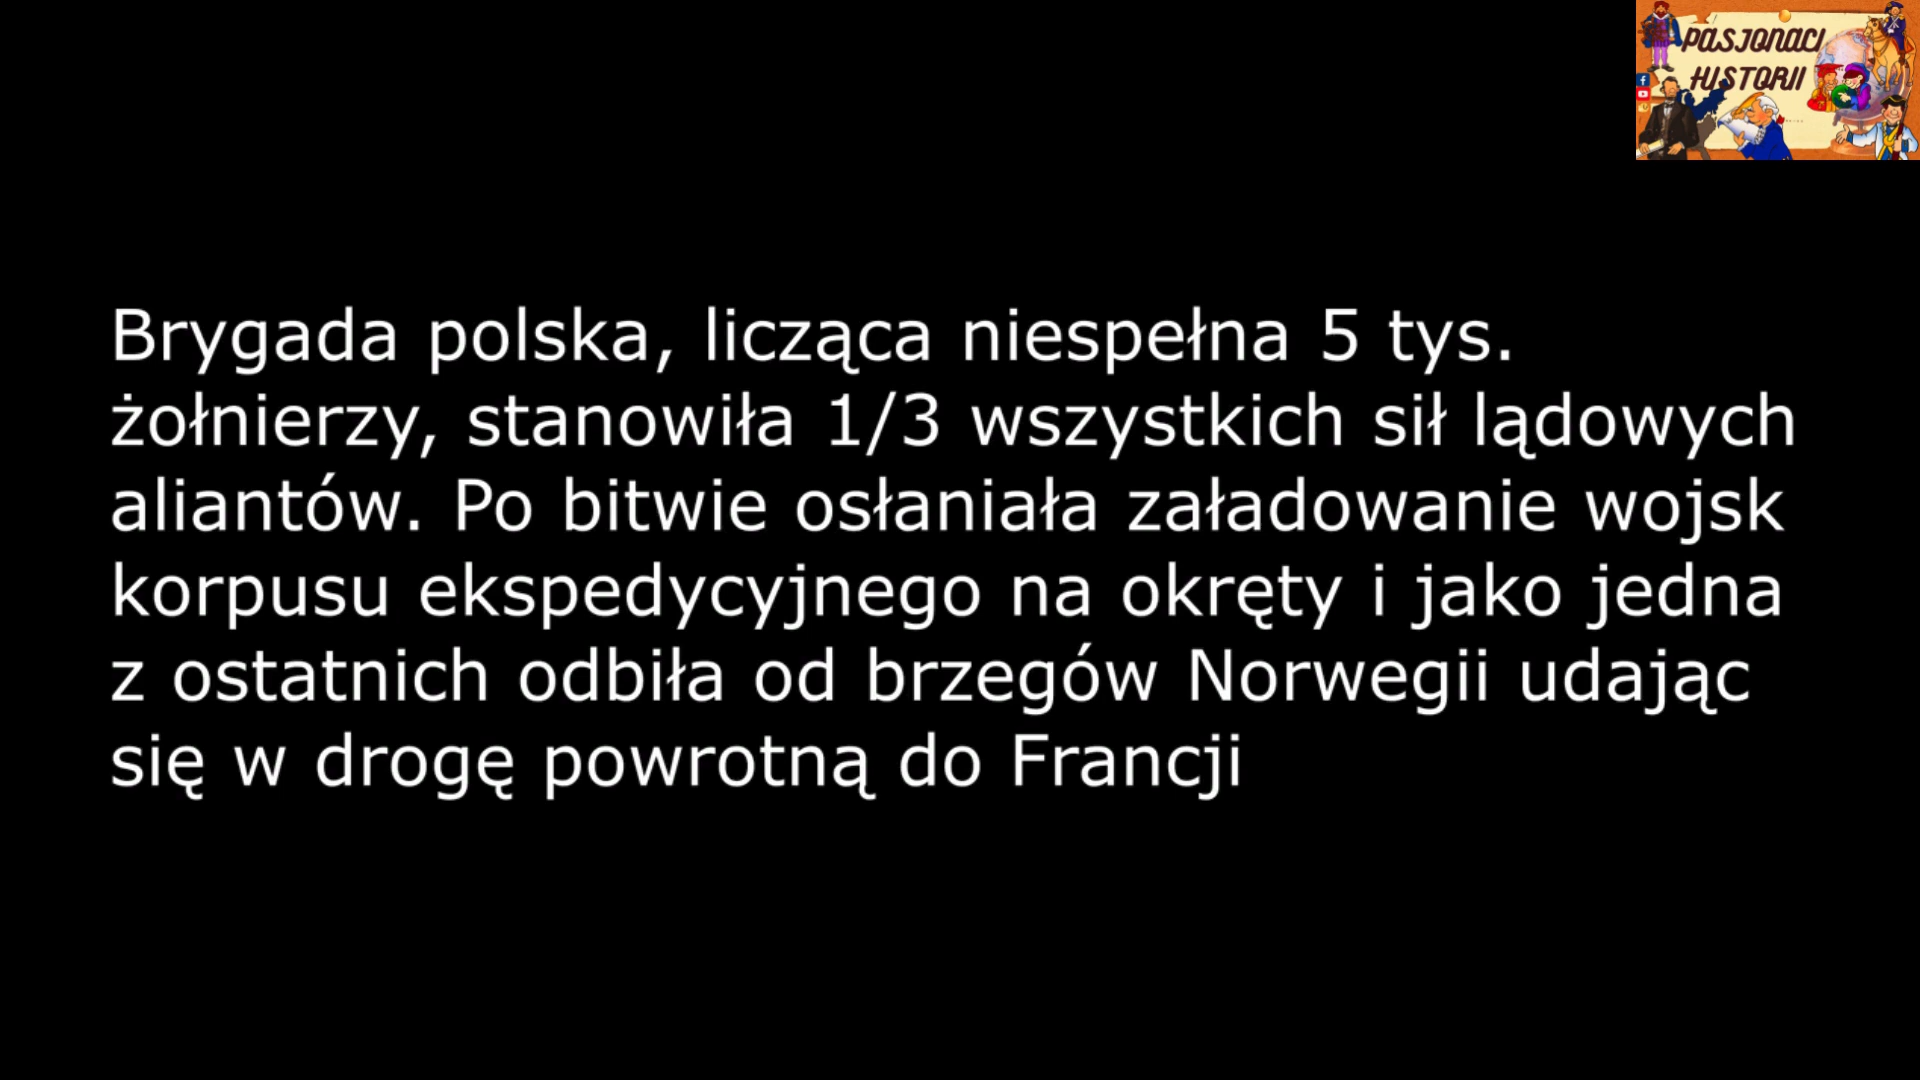 PASJONACI
HISTORII
Brygada polska, licząca niespełna 5 tys.
żołnierzy, stanowiła 1/3 wszystkich sił lądowych
aliantów. Po bitwie osłaniała załadowanie wojsk
korpusu ekspedycyjnego na okręty i jako jedna
z ostatnich odbiła od brzegów Norwegii udając
się w drogę powrotną do Francji